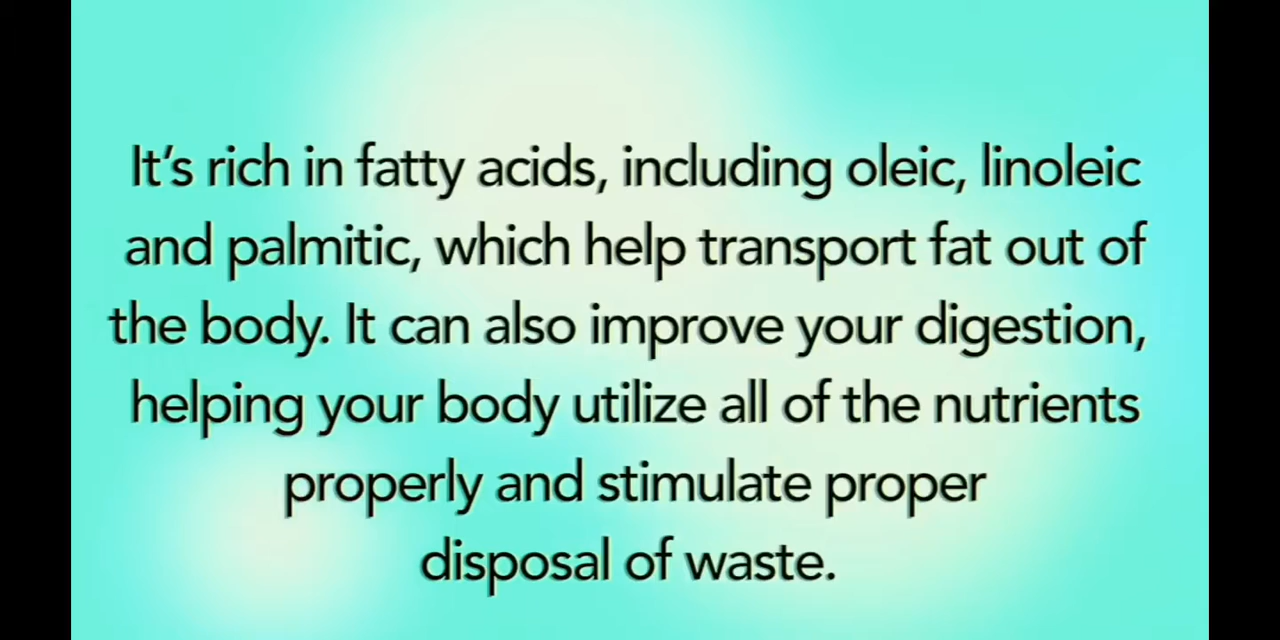 It's rich in fatty acids, including oleic, linoleic
and palmitic, which help transport fat out of
the body. It can also improve your digestion,
helping your body utilize all of the nutrients
properly and stimulate proper
disposal of waste.